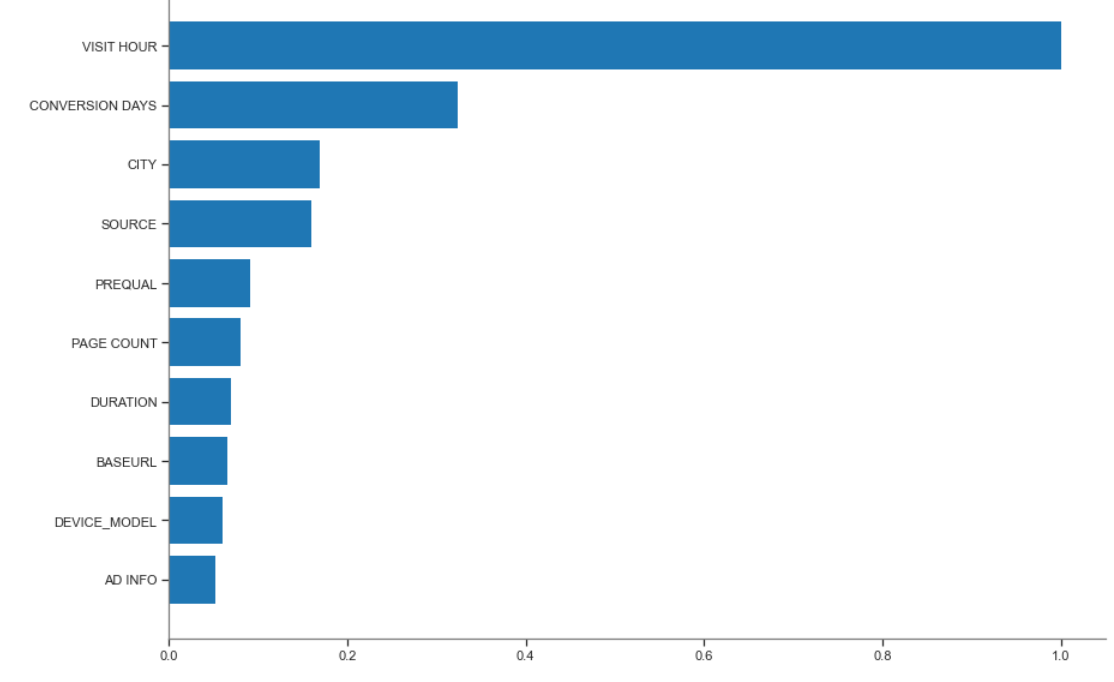 VISIT HOUR
CONVERSION DAYS
CITY
SOURCE
PREQUAL
PAGE COUNT
DURATION
BASEURL
DEVICE_MODEL
AD INFO
0.0 0.2 0.4 0.6 0.8 1.0